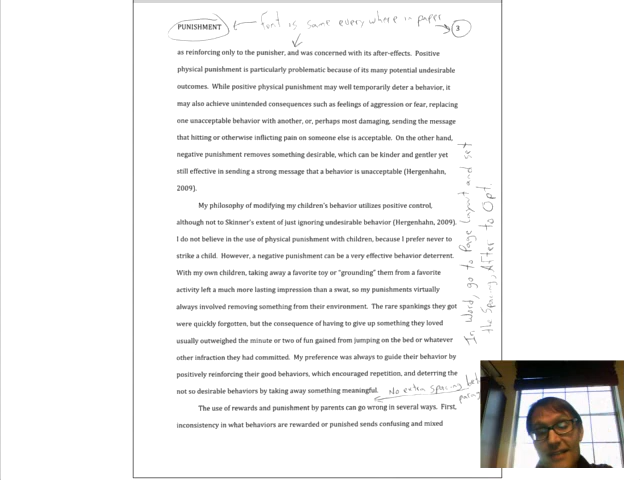 PUNISHMENT font is same everywhere in paper 3
as reinforcing only to the punisher, and was concerned with its after-effects. Positive
physical punishment is particularly problematic because of its many potential undesirable
outcomes. While positive physical punishment may well temporarily deter a behavior, it
may also achieve unintended consequences such as feelings of aggression or fear, replacing
one unacceptable behavior with another, or, perhaps most damaging, sending the message
that hitting or otherwise inflicting pain on someone else is acceptable. On the other hand,
negative punishment removes something desirable, which can be kinder and gentler yet
still effective in sending a strong message that a behavior is unacceptable (Hergenhahn,
2009).
My philosophy of modifying my children's behavior utilizes positive control,
although not to Skinner's extent of just ignoring undesirable behavior (Hergenhahn, 2009).
I do not believe in the use of physical punishment with children, because I prefer never to
strike a child. However, a negative punishment can be a very effective behavior deterrent.
With my own children, taking away a favorite toy or "grounding" them from a favorite
activity left a much more lasting impression than a swat, so my punishments virtually
always involved removing something from their environment. The rare spankings they got
were quickly forgotten, but the consequence of having to give up something they loved
usually outweighed the minute or two of fun gained from jumping on the bed or whatever
other infraction they had committed. My preference was always to guide their behavior by
positively reinforcing their good behaviors, which encouraged repetition, and deterring the
not so desirable behaviors by taking away something meaningful.
No extra spacing
The use of rewards and punishment by parents can go wrong in several ways. First,
inconsistency in what behaviors are rewarded or punished sends confusing and mixed
In Word, go to Page layout and set
the Spacing, After to 0pt.